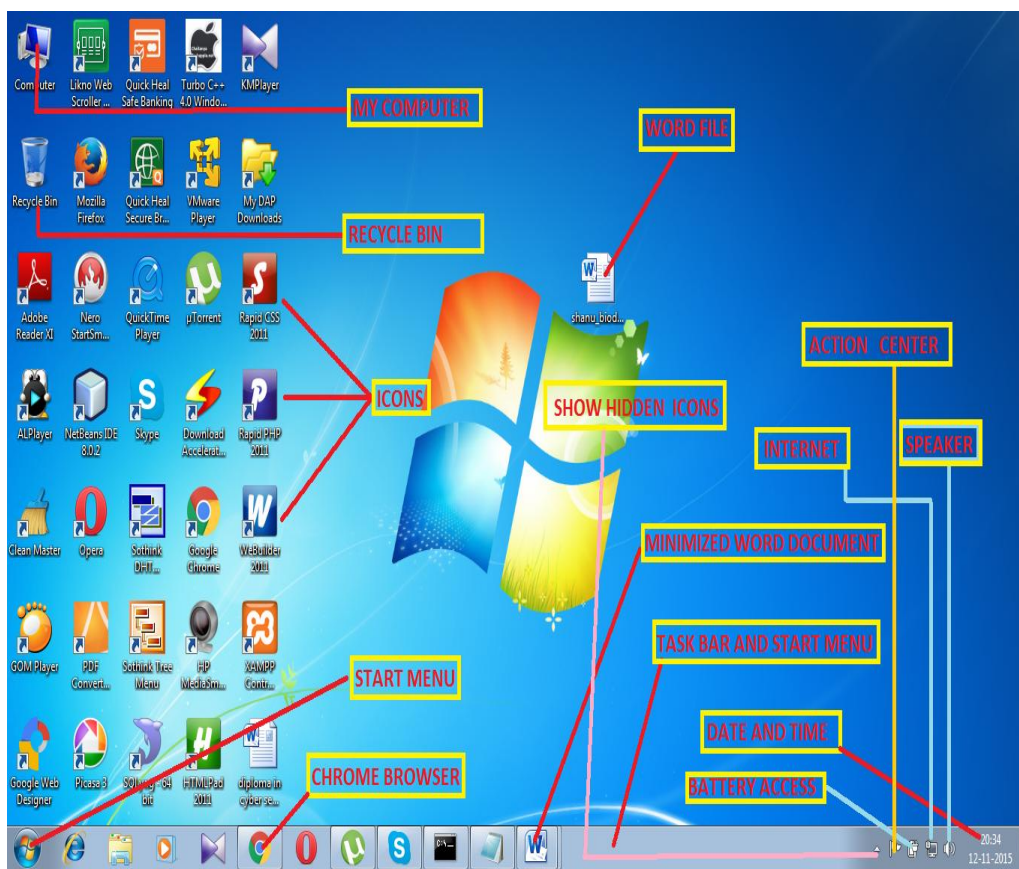 Computer
Likno Web
Scroller ...
Quick Heal
Safe Banking
Turbo C++
4.0 Windo...
KMPlayer
MY COMPUTER
WORD FILE
Recycle Bin
Mozilla
Firefox
Quick Heal
Secure Br...
VMware
Player
My DAP
Downloads
RECYCLE BIN
Adobe
Reader XI
Nero
StartSm...
QuickTime
Player
µTorrent
Rapid CSS
2011
shanu_biod...
ACTION CENTER
ALPlayer
NetBeans IDE
8.0.2
Skype
Download
Accelerat...
Rapid PHP
2011
ICONS
SHOW HIDDEN ICONS
INTERNET
SPEAKER
Clean Master
Opera
Sothink
DHT...
Google
Chrome
WeBuilder
2011
MINIMIZED WORD DOCUMENT
GOM Player
PDF
Convert...
Sothink Tree
Menu
HP
MediaSm...
XAMPP
Contr...
START MENU
TASK BAR AND START MENU
Google Web
Designer
Picasa 3
64
bit
HTMLPad
2011
diploma in
cyber se...
CHROME BROWSER
DATE AND TIME
BATTERY ACCESS
20:34
12-11-2015